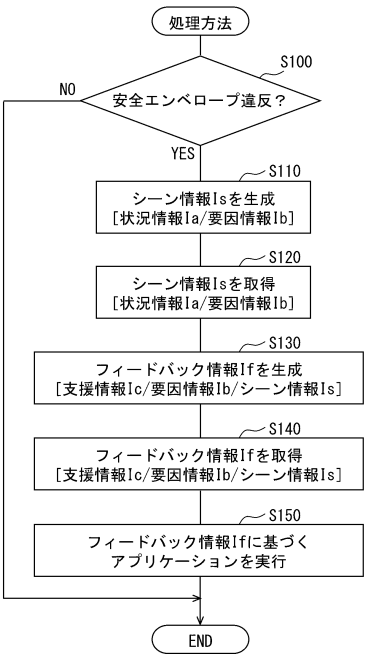 処理方法
S100
安全エンベロープ違反?
NO
YES
S110
シーン情報Isを生成
[状況情報Ia/要因情報Ib]
S120
シーン情報Isを取得
[状況情報Ia/要因情報Ib]
S130
フィードバック情報Ifを生成
[支援情報Ic/要因情報Ib/シーン情報Is]
S140
フィードバック情報Ifを取得
[支援情報Ic/要因情報Ib/シーン情報Is]
S150
フィードバック情報Ifに基づく
アプリケーションを実行
END